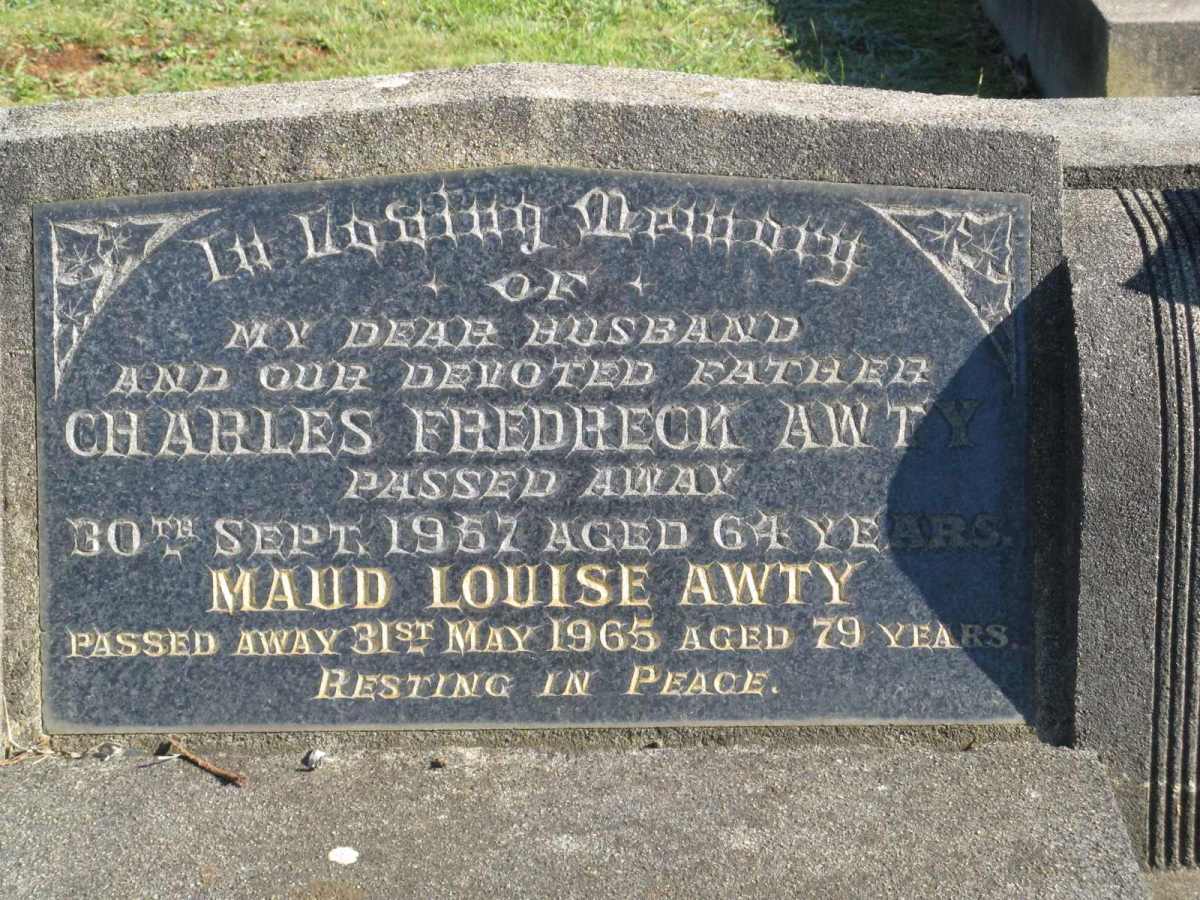 In Loving Memory
OF
MY DEAR HUSBAND
AND OUR DEVOTED FATHER
CHARLES FREDRECK AWTY
PASSED AWAY
30TH SEPT. 1957 AGED 64 YEARS.
MAUD LOUISE AWTY
PASSED AWAY 31ST MAY 1965 AGED 79 YEARS.
RESTING IN PEACE.